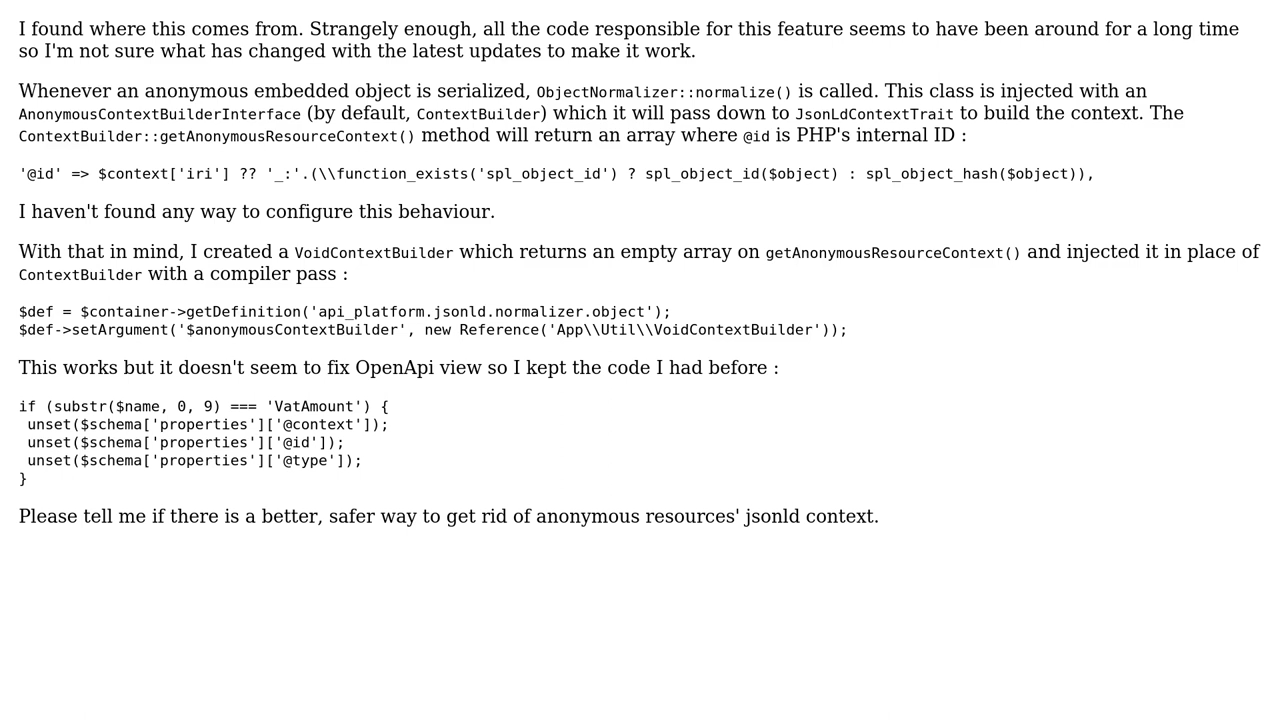 I found where this comes from. Strangely enough, all the code responsible for this feature seems to have been around for a long time
so I'm not sure what has changed with the latest updates to make it work.
Whenever an anonymous embedded object is serialized, ObjectNormalizer::normalize() is called. This class is injected with an
AnonymousContextBuilderInterface (by default, ContextBuilder) which it will pass down to JsonLdContextTrait to build the context. The
ContextBuilder::getAnonymousResourceContext() method will return an array where @id is PHP's internal ID :
'@id' => $context['iri'] ?? '_:'.(\\function_exists('spl_object_id') ? spl_object_id($object) : spl_object_hash($object)),
I haven't found any way to configure this behaviour.
With that in mind, I created a VoidContextBuilder which returns an empty array on getAnonymousResourceContext() and injected it in place of
ContextBuilder with a compiler pass :
$def = $container->getDefinition('api_platform.jsonld.normalizer.object');
$def->setArgument('$anonymousContextBuilder', new Reference('App\\Util\\VoidContextBuilder'));
This works but it doesn't seem to fix OpenApi view so I kept the code I had before :
if (substr($name, 0, 9) === 'VatAmount') {
 unset($schema['properties']['@context']);
 unset($schema['properties']['@id']);
 unset($schema['properties']['@type']);
}
Please tell me if there is a better, safer way to get rid of anonymous resources' jsonld context.